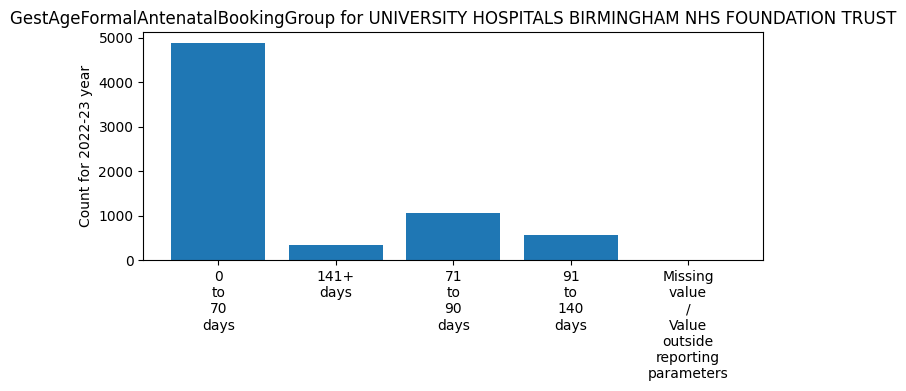 GestAgeFormalAntenatalBookingGroup for UNIVERSITY HOSPITALS BIRMINGHAM NHS FOUNDATION TRUST
Count for 2022-23 year
5000
4000
3000
2000
1000
0
0
to
70
days
141+
days
71
to
90
days
91
to
140
days
Missing
value
/
Value
outside
reporting
parameters